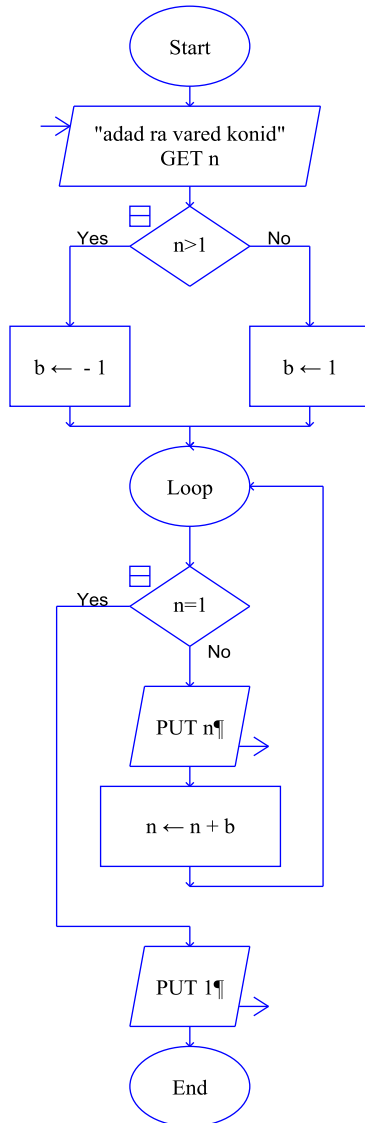 Start
"adad ra vared konid"
GET n
Yes
n>1
No
b ← - 1
b ← 1
Loop
Yes
n=1
No
PUT n¶
n ← n + b
PUT 1¶
End